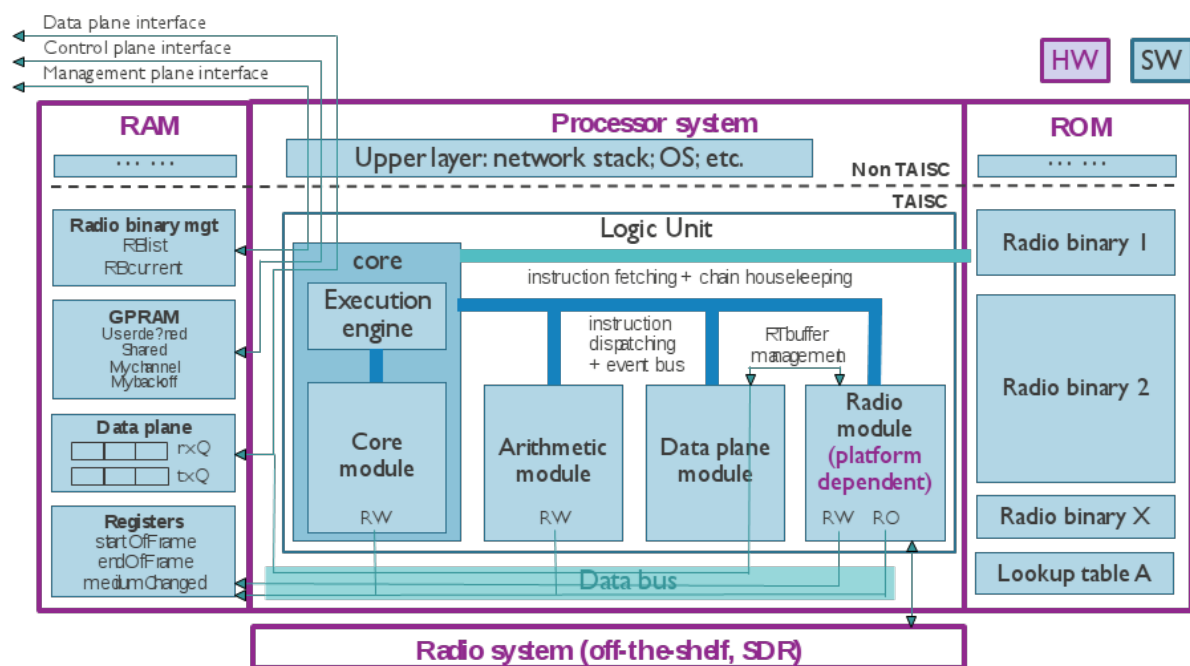 Data plane interface
Control plane interface
Management plane interface
HW
SW
RAM
Processor system
ROM
... ...
Upper layer: network stack; OS; etc.
... ...
Non TAISC
TAISC
Radio binary mgt
RBlist
RBcurrent
Logic Unit
Radio binary 1
core
instruction fetching + chain housekeeping
Execution
engine
GPRAM
Userde?ned
Shared
Mychannel
Mybackoff
instruction
dispatching
+ event bus
RTbuffer
management
Radio binary 2
Data plane
rxQ
txQ
Core
module
Arithmetic
module
Data plane
module
Radio
module
(platform
dependent)
Registers
startOfFrame
endOfFrame
mediumChanged
RW
RW
RW
RO
Radio binary X
Data bus
Lookup table A
Radio system (off-the-shelf, SDR)